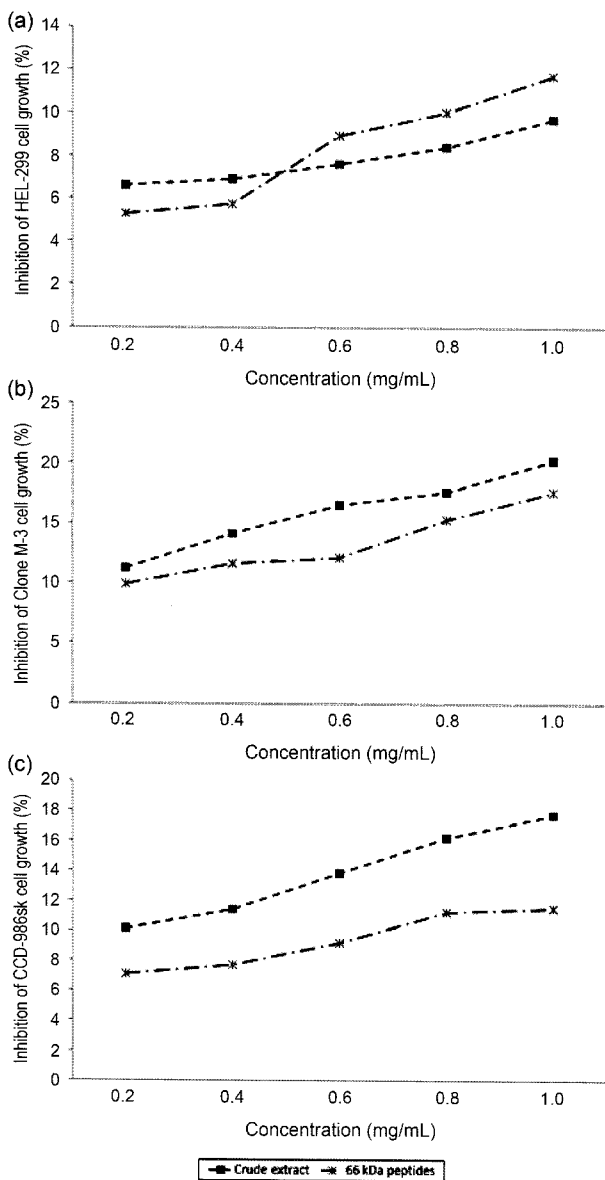 (a)
Inhibition of HEL-299 cell growth (%)
14
12
10
8
6
4
2
0
0.2 0.4 0.6 0.8 1.0
Concentration (mg/mL)
(b)
Inhibition of Clone M-3 cell growth (%)
25
20
15
10
5
0
0.2 0.4 0.6 0.8 1.0
Concentration (mg/mL)
(c)
Inhibition of CCD-986sk cell growth (%)
20
18
16
14
12
10
8
6
4
2
0
0.2 0.4 0.6 0.8 1.0
Concentration (mg/mL)
Crude extract 66 kDa peptides